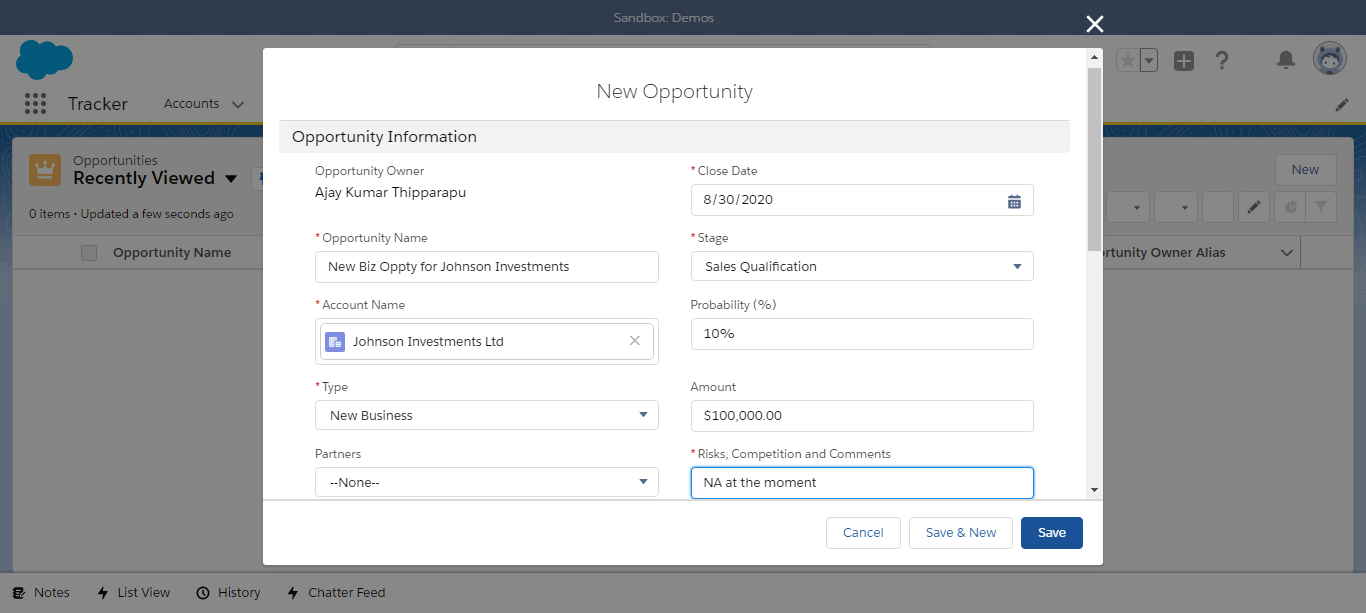 Sandbox: Demos
Tracker
Accounts
Opportunities
Recently Viewed
New
0 items • Updated a few seconds ago
Opportunity Name
Owner Alias
New Opportunity
Opportunity Information
Opportunity Owner
Ajay Kumar Thipparapu
* Close Date
8/30/2020
* Opportunity Name
New Biz Oppty for Johnson Investments
* Stage
Sales Qualification
* Account Name
Johnson Investments Ltd
Probability (%)
10%
* Type
New Business
Amount
$100,000.00
Partners
--None--
* Risks, Competition and Comments
NA at the moment
Cancel
Save & New
Save
Notes
List View
History
Chatter Feed